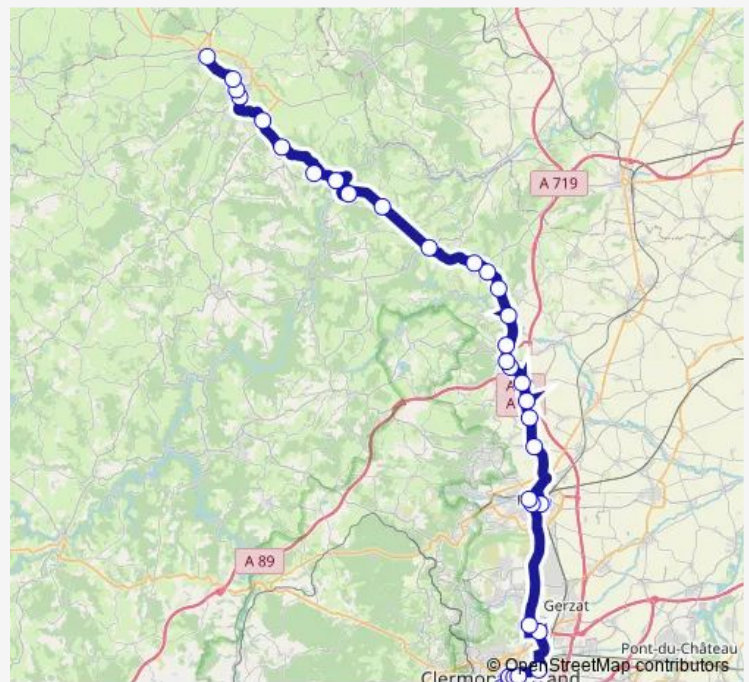 A 719
A
A
A 89
Gerzat
Pont-du-Château
© OpenStreetMap contributors